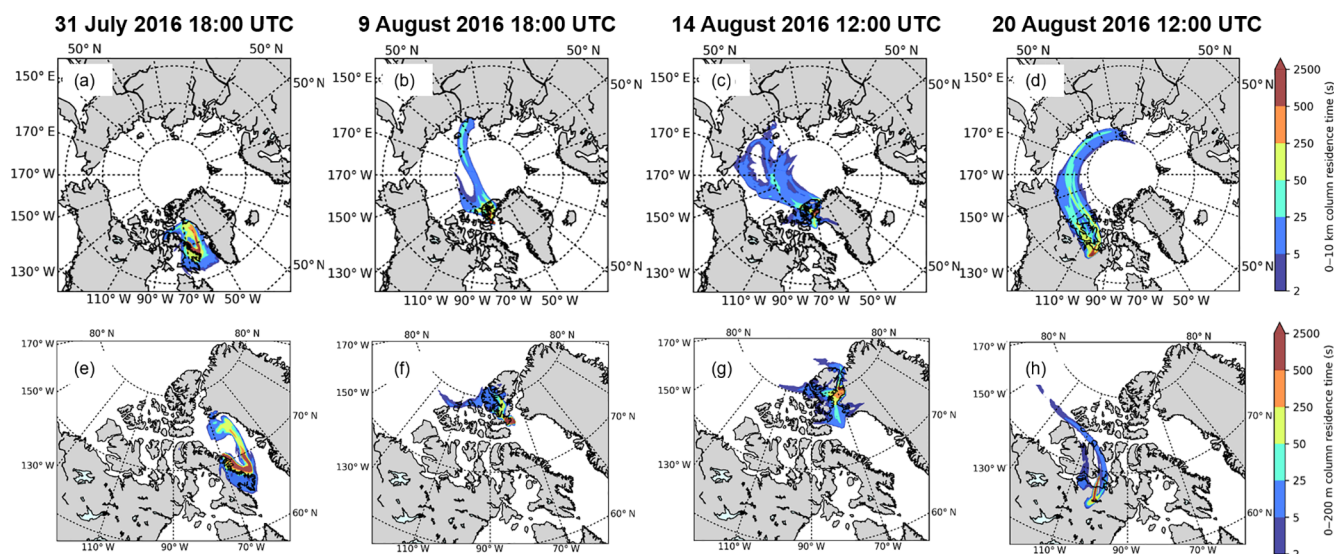 31 July 2016 18:00 UTC
9 August 2016 18:00 UTC
14 August 2016 12:00 UTC
20 August 2016 12:00 UTC
50° N 50° N 50° N 50° N 50° N 50° N 50° N 50° N
150° E (a) 50° N
150° E (b) 50° N
150° E (c) 50° N
150° E (d) 50° N
170° E 170° E 170° E 170° E
170° W 170° W 170° W 170° W
150° W 150° W 150° W 150° W
130° W 50° N 130° W 50° N 130° W 50° N 130° W 50° N
110° W 90° W 70° W 50° W
110° W 90° W 70° W 50° W
110° W 90° W 70° W 50° W
110° W 90° W 70° W 50° W
2500
500
250
50
25
5
2
0−10 km column residence time (s)
80° N 80° N 80° N 80° N 80° N 80° N 80° N 80° N
170° W (e)
170° W (f)
170° W (g)
170° W (h)
150° W 150° W 150° W 150° W
70° N 70° N 70° N 70° N
130° W 130° W 130° W 130° W
60° N 60° N 60° N 60° N
110° W 90° W 70° W
110° W 90° W 70° W
110° W 90° W 70° W
110° W 90° W 70° W
2500
500
250
50
25
5
0−200 m column residence time (s)